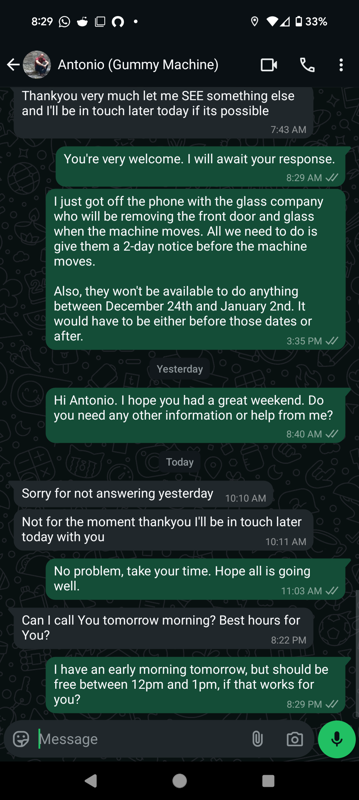 8:29
33%
Antonio (Gummy Machine)
Thankyou very much let me SEE something else
and I'll be in touch later today if its possible
7:43 AM
You're very welcome. I will await your response.
8:29 AM
I just got off the phone with the glass company
who will be removing the front door and glass
when the machine moves. All we need to do is
give them a 2-day notice before the machine
moves.
Also, they won't be available to do anything
between December 24th and January 2nd. It
would have to be either before those dates or
after.
3:35 PM
Yesterday
Hi Antonio. I hope you had a great weekend. Do
you need any other information or help from me?
8:40 AM
Today
Sorry for not answering yesterday
10:10 AM
Not for the moment thankyou I'll be in touch later
today with you
10:11 AM
No problem, take your time. Hope all is going
well.
11:03 AM
Can I call You tomorrow morning? Best hours for
You?
8:22 PM
I have an early morning tomorrow, but should be
free between 12pm and 1pm, if that works for
you?
8:29 PM
Message